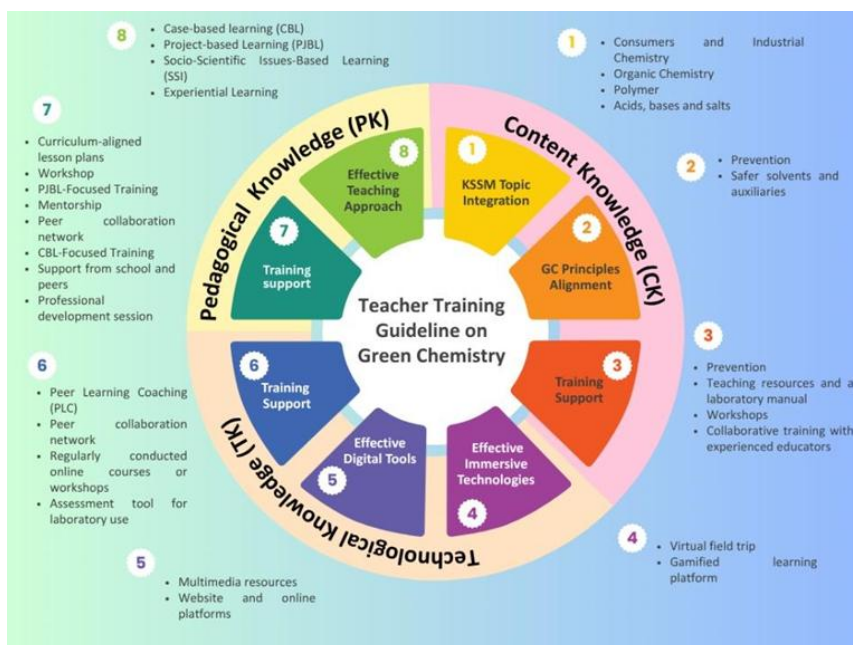 8
• Case-based learning (CBL)
• Project-based Learning (PJBL)
• Socio-Scientific Issues-Based Learning
(SSI)
• Experiential Learning
1
• Consumers and Industrial
Chemistry
• Organic Chemistry
• Polymer
• Acids, bases and salts
7
• Curriculum-aligned
lesson plans
• Workshop
• PJBL-Focused Training
• Mentorship
• Peer collaboration
network
• CBL-Focused Training
• Support from school and
peers
• Professional
development session
2
• Prevention
• Safer solvents and
auxiliaries
Pedagogical Knowledge (PK)
Content Knowledge (CK)
Technological Knowledge (TK)
8
Effective
Teaching
Approach
1
KSSM Topic
Integration
7
Training
support
2
GC Principles
Alignment
Teacher Training
Guideline on
Green Chemistry
6
Training
Support
3
Training
Support
Effective
Digital Tools
5
Effective
Immersive
Technologies
4
6
• Peer Learning Coaching
(PLC)
• Peer collaboration
network
• Regularly conducted
online courses or
workshops
• Assessment tool for
laboratory use
3
• Prevention
• Teaching resources and a
laboratory manual
• Workshops
• Collaborative training with
experienced educators
5
• Multimedia resources
• Website and online
platforms
4
• Virtual field trip
• Gamified learning
platform